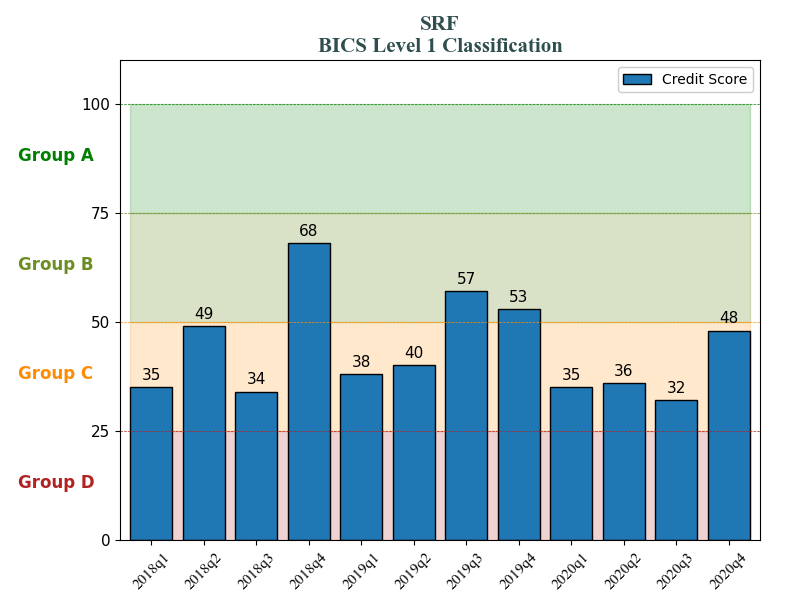 SRF
BICS Level 1 Classification
Credit Score
100
Group A
75
68
Group B
57
53
50
49
48
40
38
36
35
35
34
32
Group C
25
Group D
0
2018q1
2018q2
2018q3
2018q4
2019q1
2019q2
2019q3
2019q4
2020q1
2020q2
2020q3
2020q4